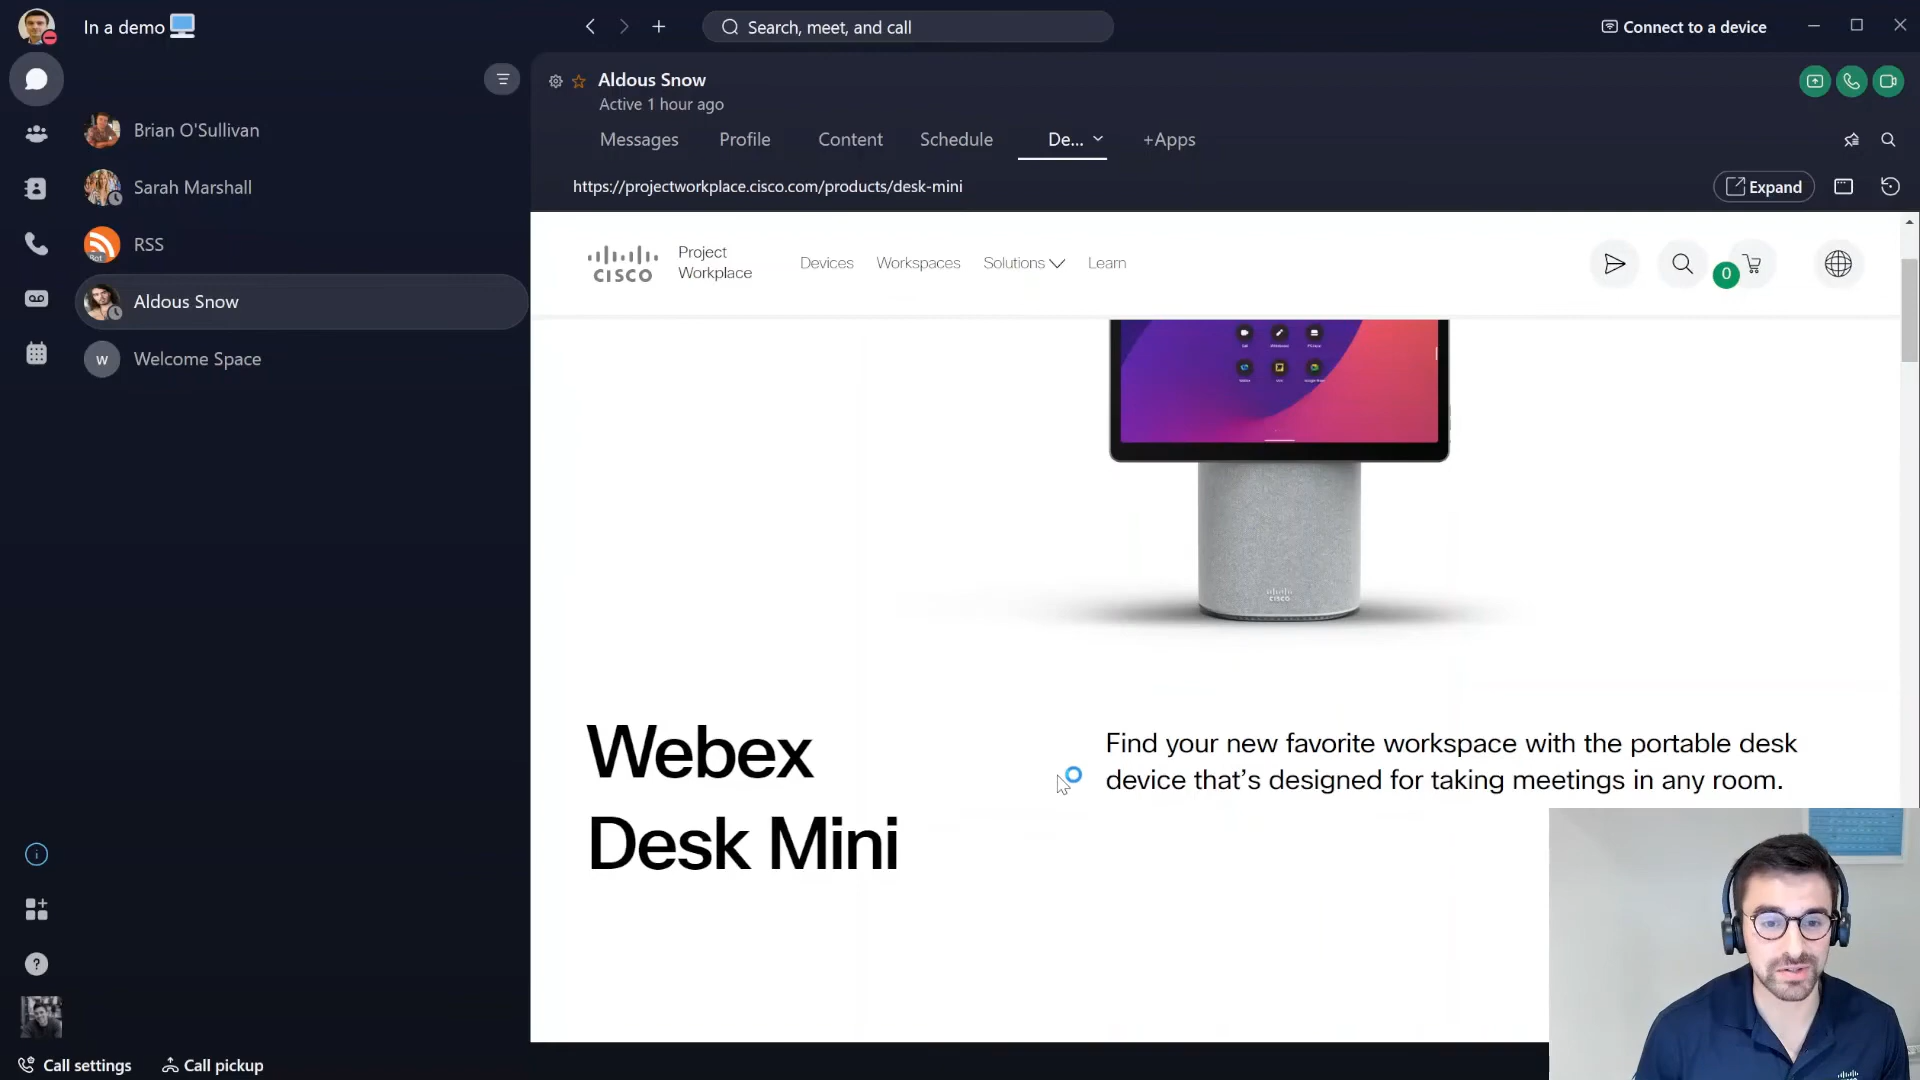 In a demo
Search, meet, and call
Connect to a device
Brian O'Sullivan
Sarah Marshall
RSS
Bot
Aldous Snow
W
Welcome Space
Call settings
Call pickup
Aldous Snow
Active 1 hour ago
Messages
Profile
Content
Schedule
De...
+Apps
https://projectworkplace.cisco.com/products/desk-mini
Expand
CISCO
Project
Workplace
Devices
Workspaces
Solutions
Learn
0
CISCO
Webex
Desk Mini
Find your new favorite workspace with the portable desk
device that's designed for taking meetings in any room.